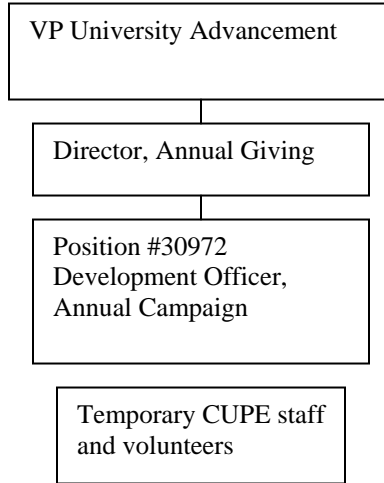 VP University Advancement
Director, Annual Giving
Position #30972
Development Officer,
Annual Campaign
Temporary CUPE staff
and volunteers